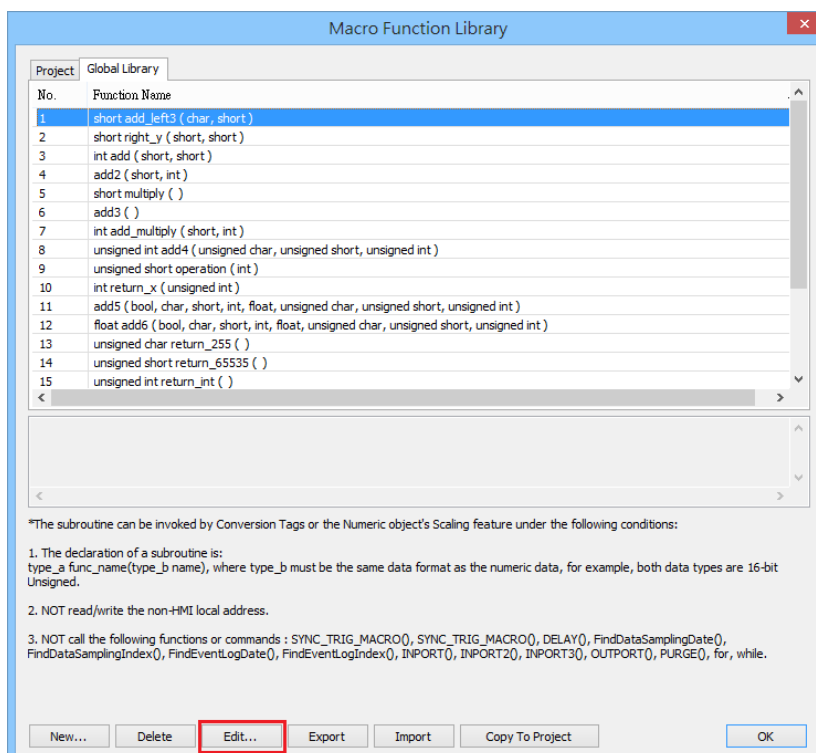 Macro Function Library
Project Global Library
No. Function Name
1 short add_left3 ( char, short )
2 short right_y ( short, short )
3 int add ( short, short )
4 add2 ( short, int )
5 short multiply ( )
6 add3 ( )
7 int add_multiply ( short, int )
8 unsigned int add4 ( unsigned char, unsigned short, unsigned int )
9 unsigned short operation ( int )
10 int return_x ( unsigned int )
11 add5 ( bool, char, short, int, float, unsigned char, unsigned short, unsigned int )
12 float add6 ( bool, char, short, int, float, unsigned char, unsigned short, unsigned int )
13 unsigned char return_255 ( )
14 unsigned short return_65535 ( )
15 unsigned int return_int ( )
*The subroutine can be invoked by Conversion Tags or the Numeric object's Scaling feature under the following conditions:
1. The declaration of a subroutine is:
type_a func_name(type_b name), where type_b must be the same data format as the numeric data, for example, both data types are 16-bit
Unsigned.
2. NOT read/write the non-HMI local address.
3. NOT call the following functions or commands : SYNC_TRIG_MACRO(), SYNC_TRIG_MACRO(), DELAY(), FindDataSamplingDate(),
FindDataSamplingIndex(), FindEventLogDate(), FindEventLogIndex(), INPORT(), INPORT2(), INPORT3(), OUTPORT(), PURGE(), for, while.
New... Delete Edit... Export Import Copy To Project OK